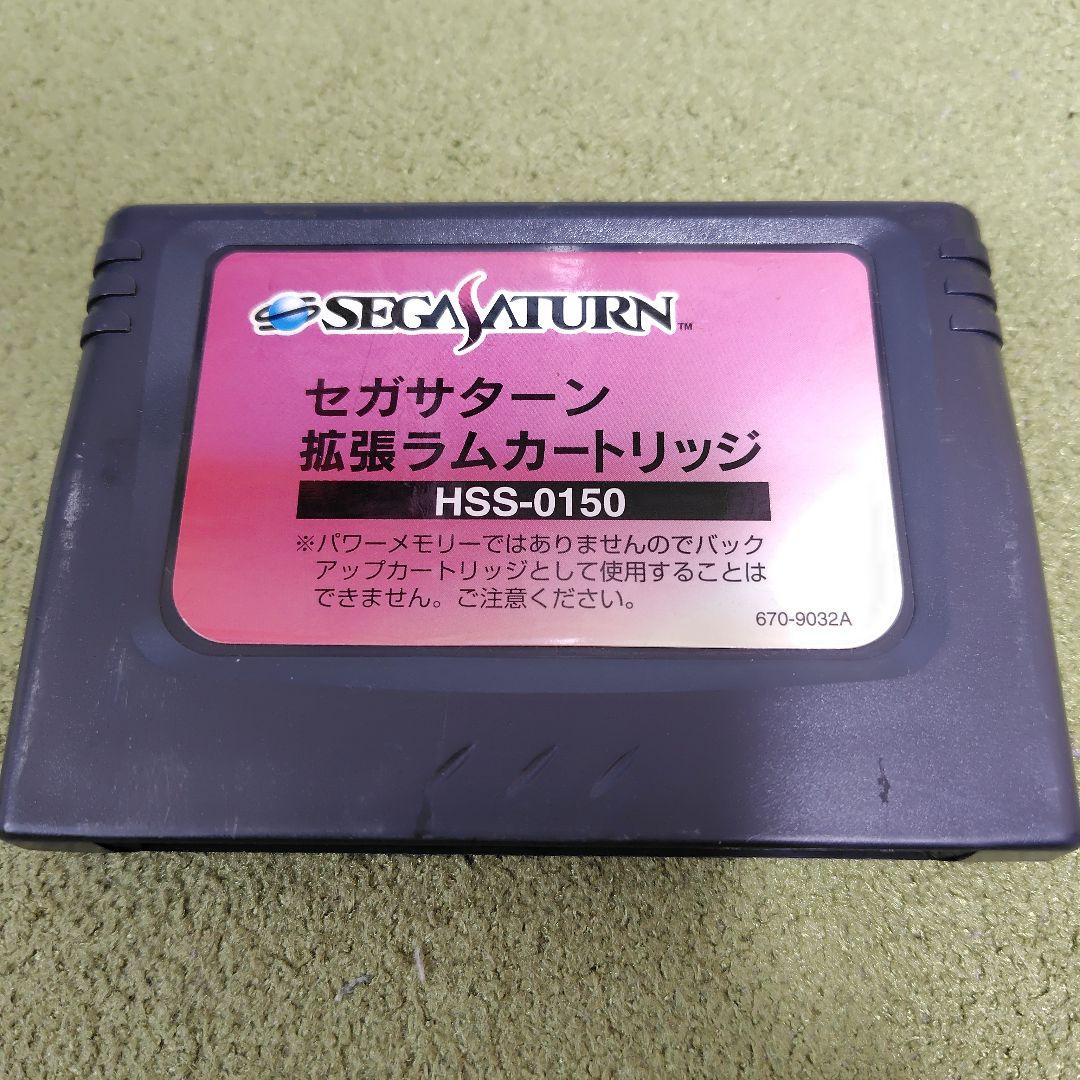 SEGA SATURN™
セガサターン
拡張ラムカートリッジ
HSS-0150
※パワーメモリーではありませんのでバック
アップカートリッジとして使用することは
できません。ご注意ください。
670-9032A